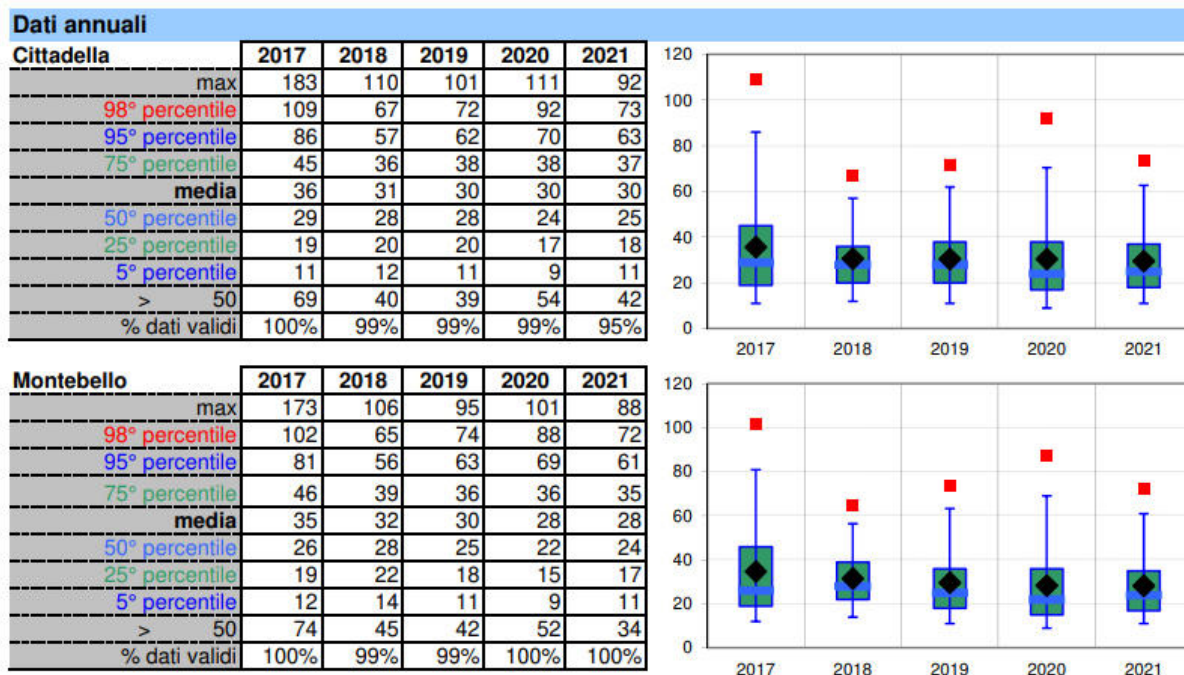 Dati annuali
Cittadella 2017 2018 2019 2020 2021
max 183 110 101 111 92
98° percentile 109 67 72 92 73
95° percentile 86 57 62 70 63
75° percentile 45 36 38 38 37
media 36 31 30 30 30
50° percentile 29 28 28 24 25
25° percentile 19 20 20 17 18
5° percentile 11 12 11 9 11
> 50 69 40 39 54 42
% dati validi 100% 99% 99% 99% 95%
120
100
80
60
40
20
0
2017 2018 2019 2020 2021
Montebello 2017 2018 2019 2020 2021
max 173 106 95 101 88
98° percentile 102 65 74 88 72
95° percentile 81 56 63 69 61
75° percentile 46 39 36 36 35
media 35 32 30 28 28
50° percentile 26 28 25 22 24
25° percentile 19 22 18 15 17
5° percentile 12 14 11 9 11
> 50 74 45 42 52 34
% dati validi 100% 99% 99% 100% 100%
120
100
80
60
40
20
0
2017 2018 2019 2020 2021